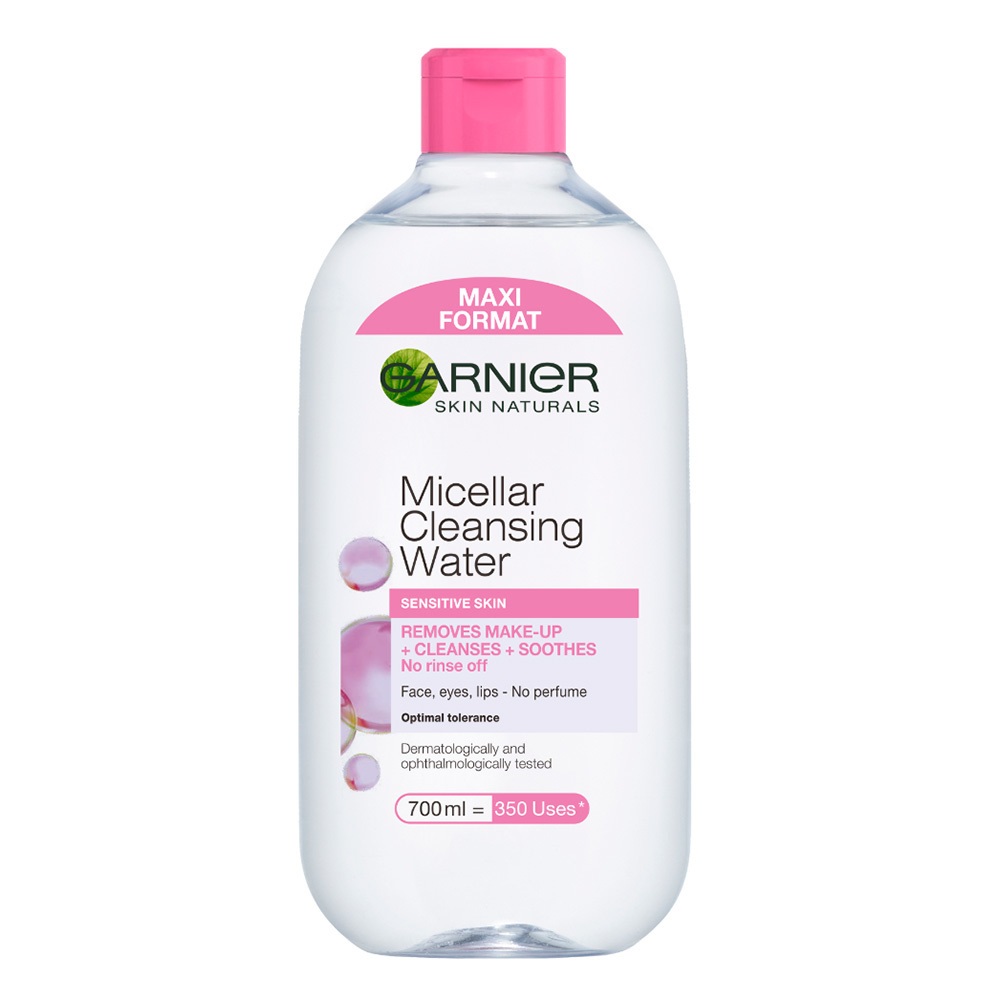 MAXI
FORMAT
GARNIER
SKIN NATURALS
Micellar
Cleansing
Water
SENSITIVE SKIN
REMOVES MAKE-UP
+ CLEANSES + SOOTHES
No rinse off
Face, eyes, lips - No perfume
Optimal tolerance
Dermatologically and
ophthalmologically tested
700ml = 350 Uses*